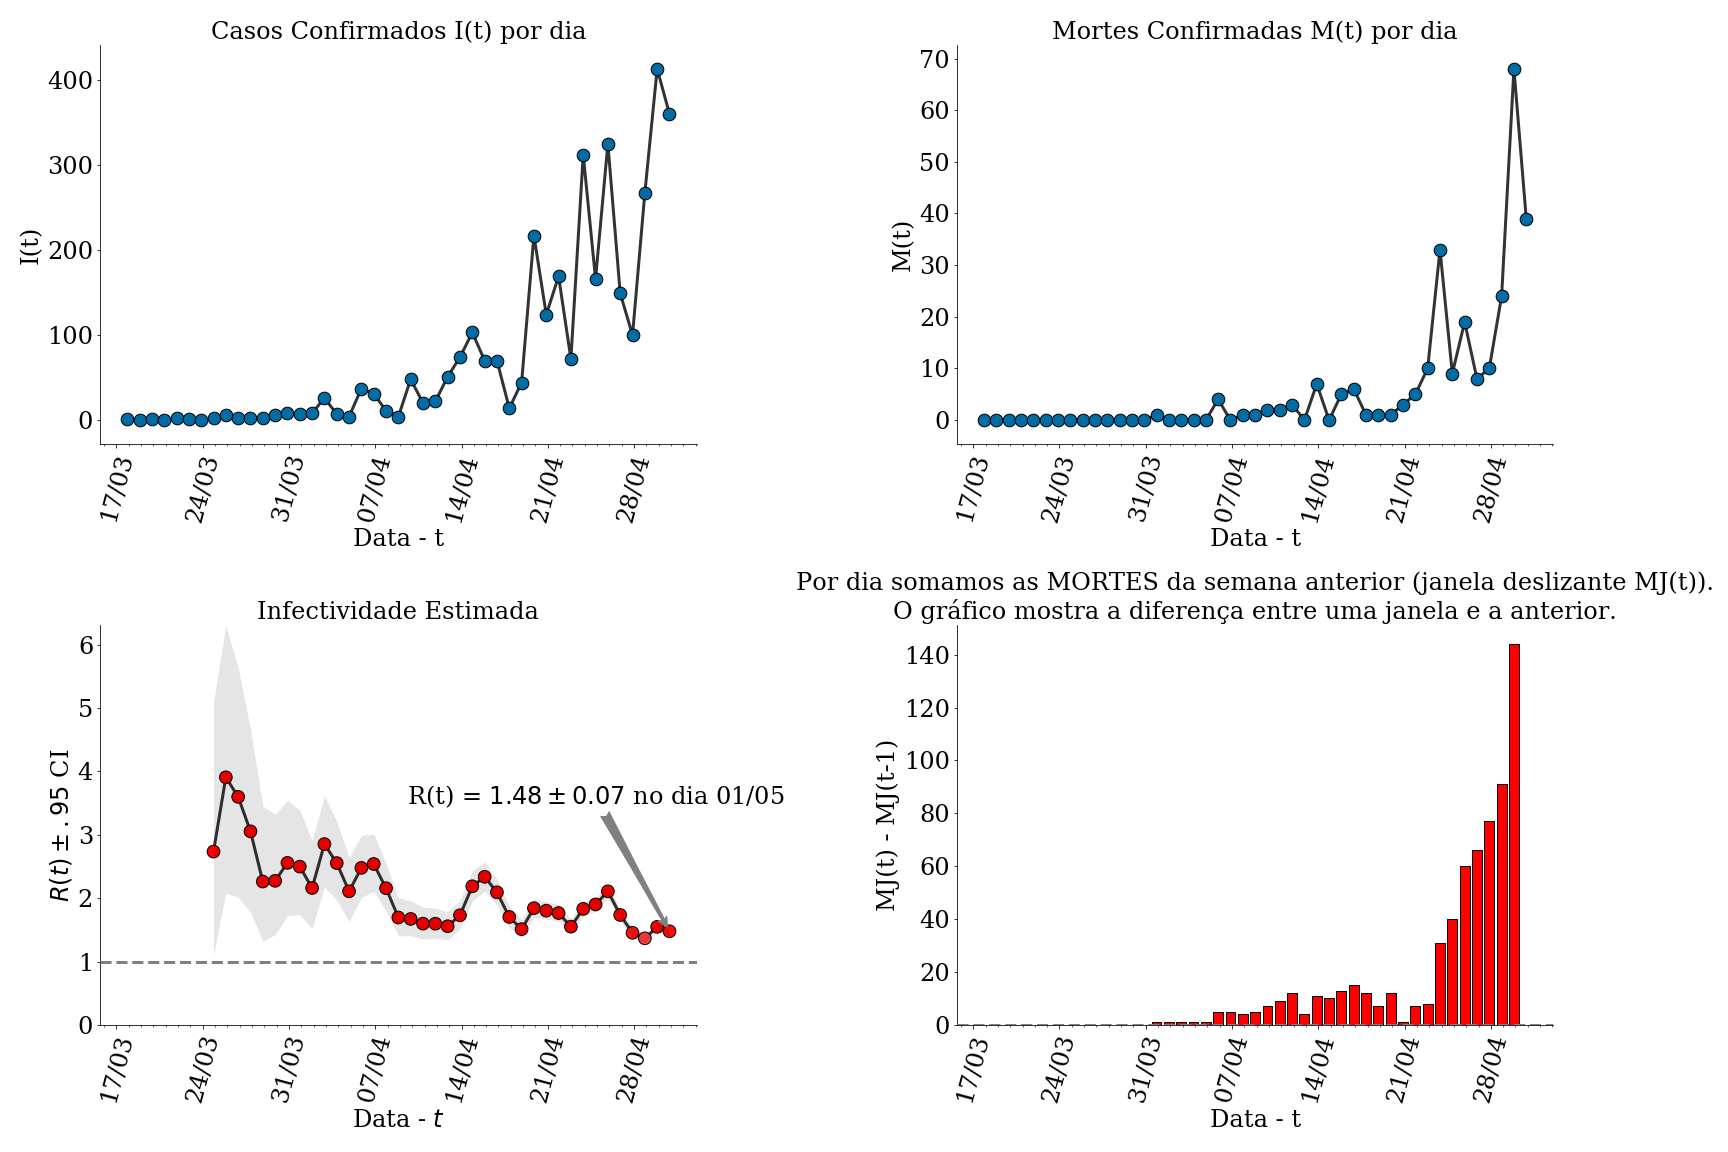 Casos Confirmados I(t) por dia
I(t)
400
300
200
100
0
17/03 24/03 31/03 07/04 14/04 21/04 28/04
Data - t
Mortes Confirmadas M(t) por dia
M(t)
70
60
50
40
30
20
10
0
17/03 24/03 31/03 07/04 14/04 21/04 28/04
Data - t
Infectividade Estimada
R(t) ± .95 CI
6
5
4
3
2
1
0
R(t) = 1.48 ± 0.07 no dia 01/05
17/03 24/03 31/03 07/04 14/04 21/04 28/04
Data - t
Por dia somamos as MORTES da semana anterior (janela deslizante MJ(t)).
O gráfico mostra a diferença entre uma janela e a anterior.
MJ(t) - MJ(t-1)
140
120
100
80
60
40
20
0
17/03 24/03 31/03 07/04 14/04 21/04 28/04
Data - t